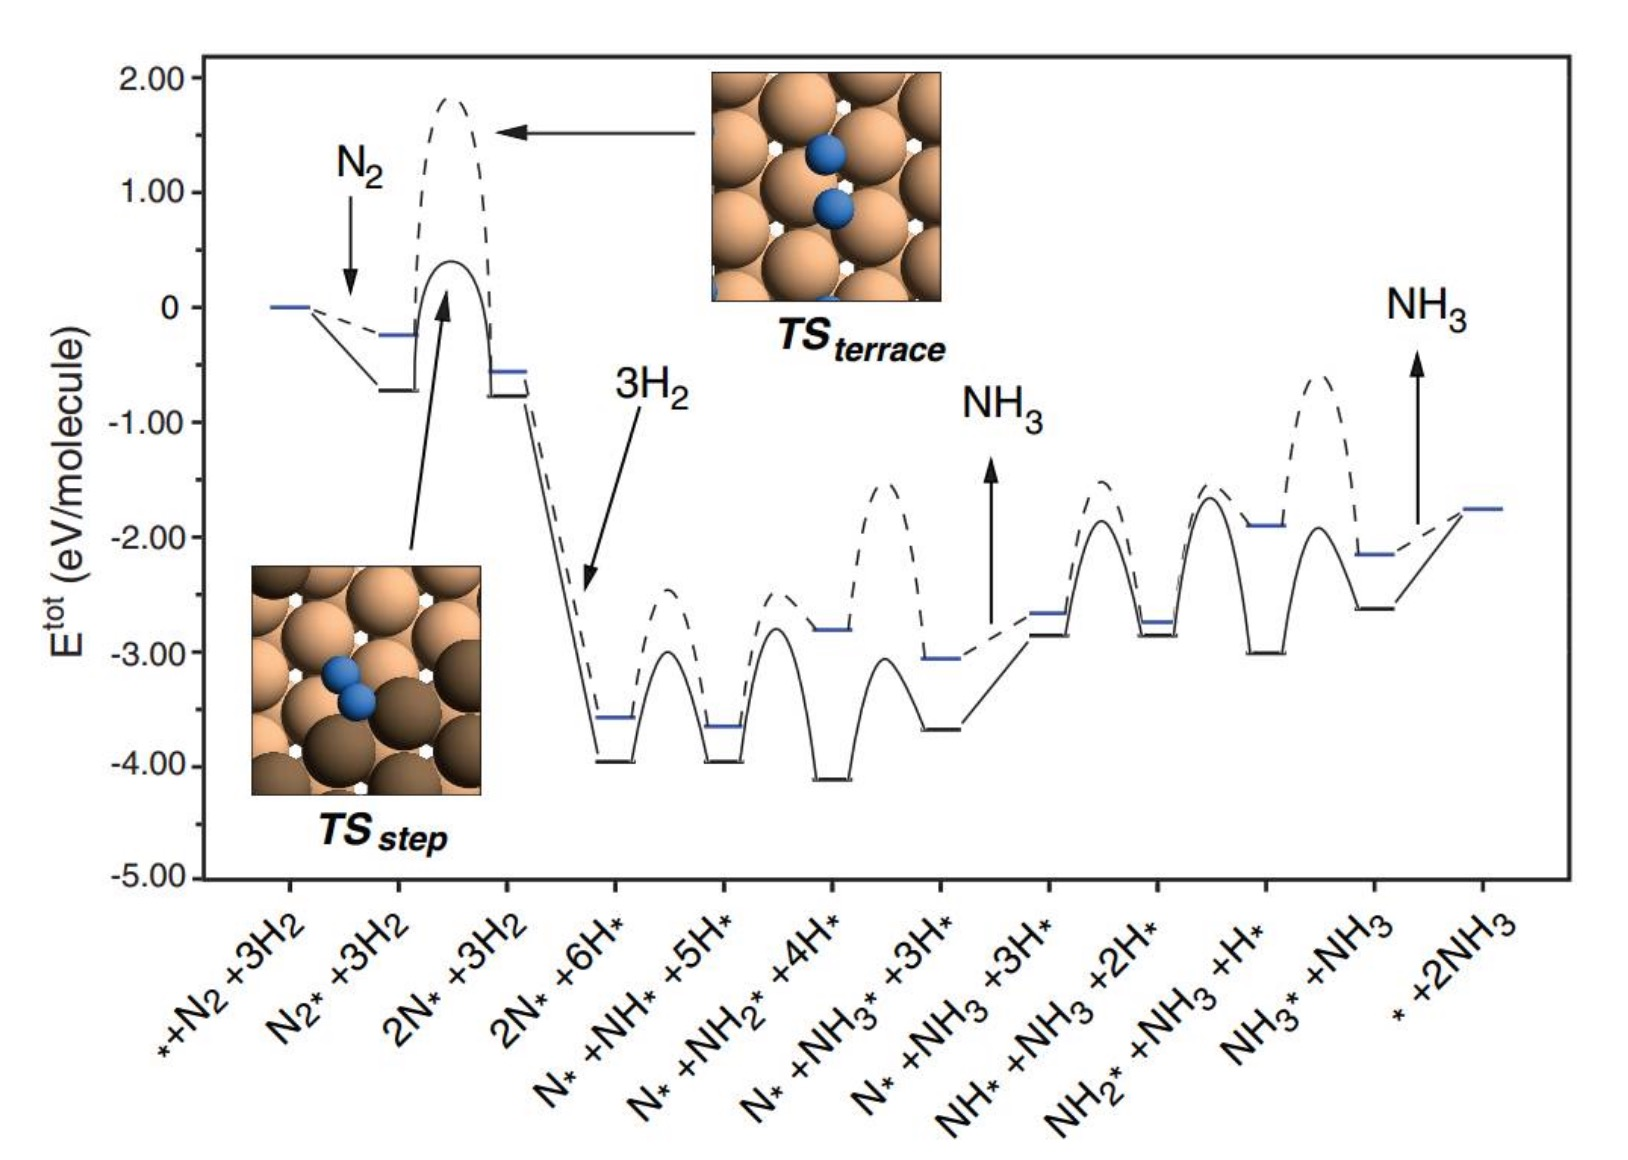 2.00
1.00
0
-1.00
-2.00
-3.00
-4.00
-5.00
E^tot (eV/molecule)
N₂
TS terrace
3H₂
NH₃
NH₃
TS step
*+N₂ +3H₂
N₂* +3H₂
2N* +3H₂
2N* +6H*
N* +NH* +5H*
N* +NH₂* +4H*
N* +NH₃* +3H*
N* +NH₃ +3H*
NH* +NH₃ +2H*
NH₂* +NH₃ +H*
NH₃* +NH₃
* +2NH₃